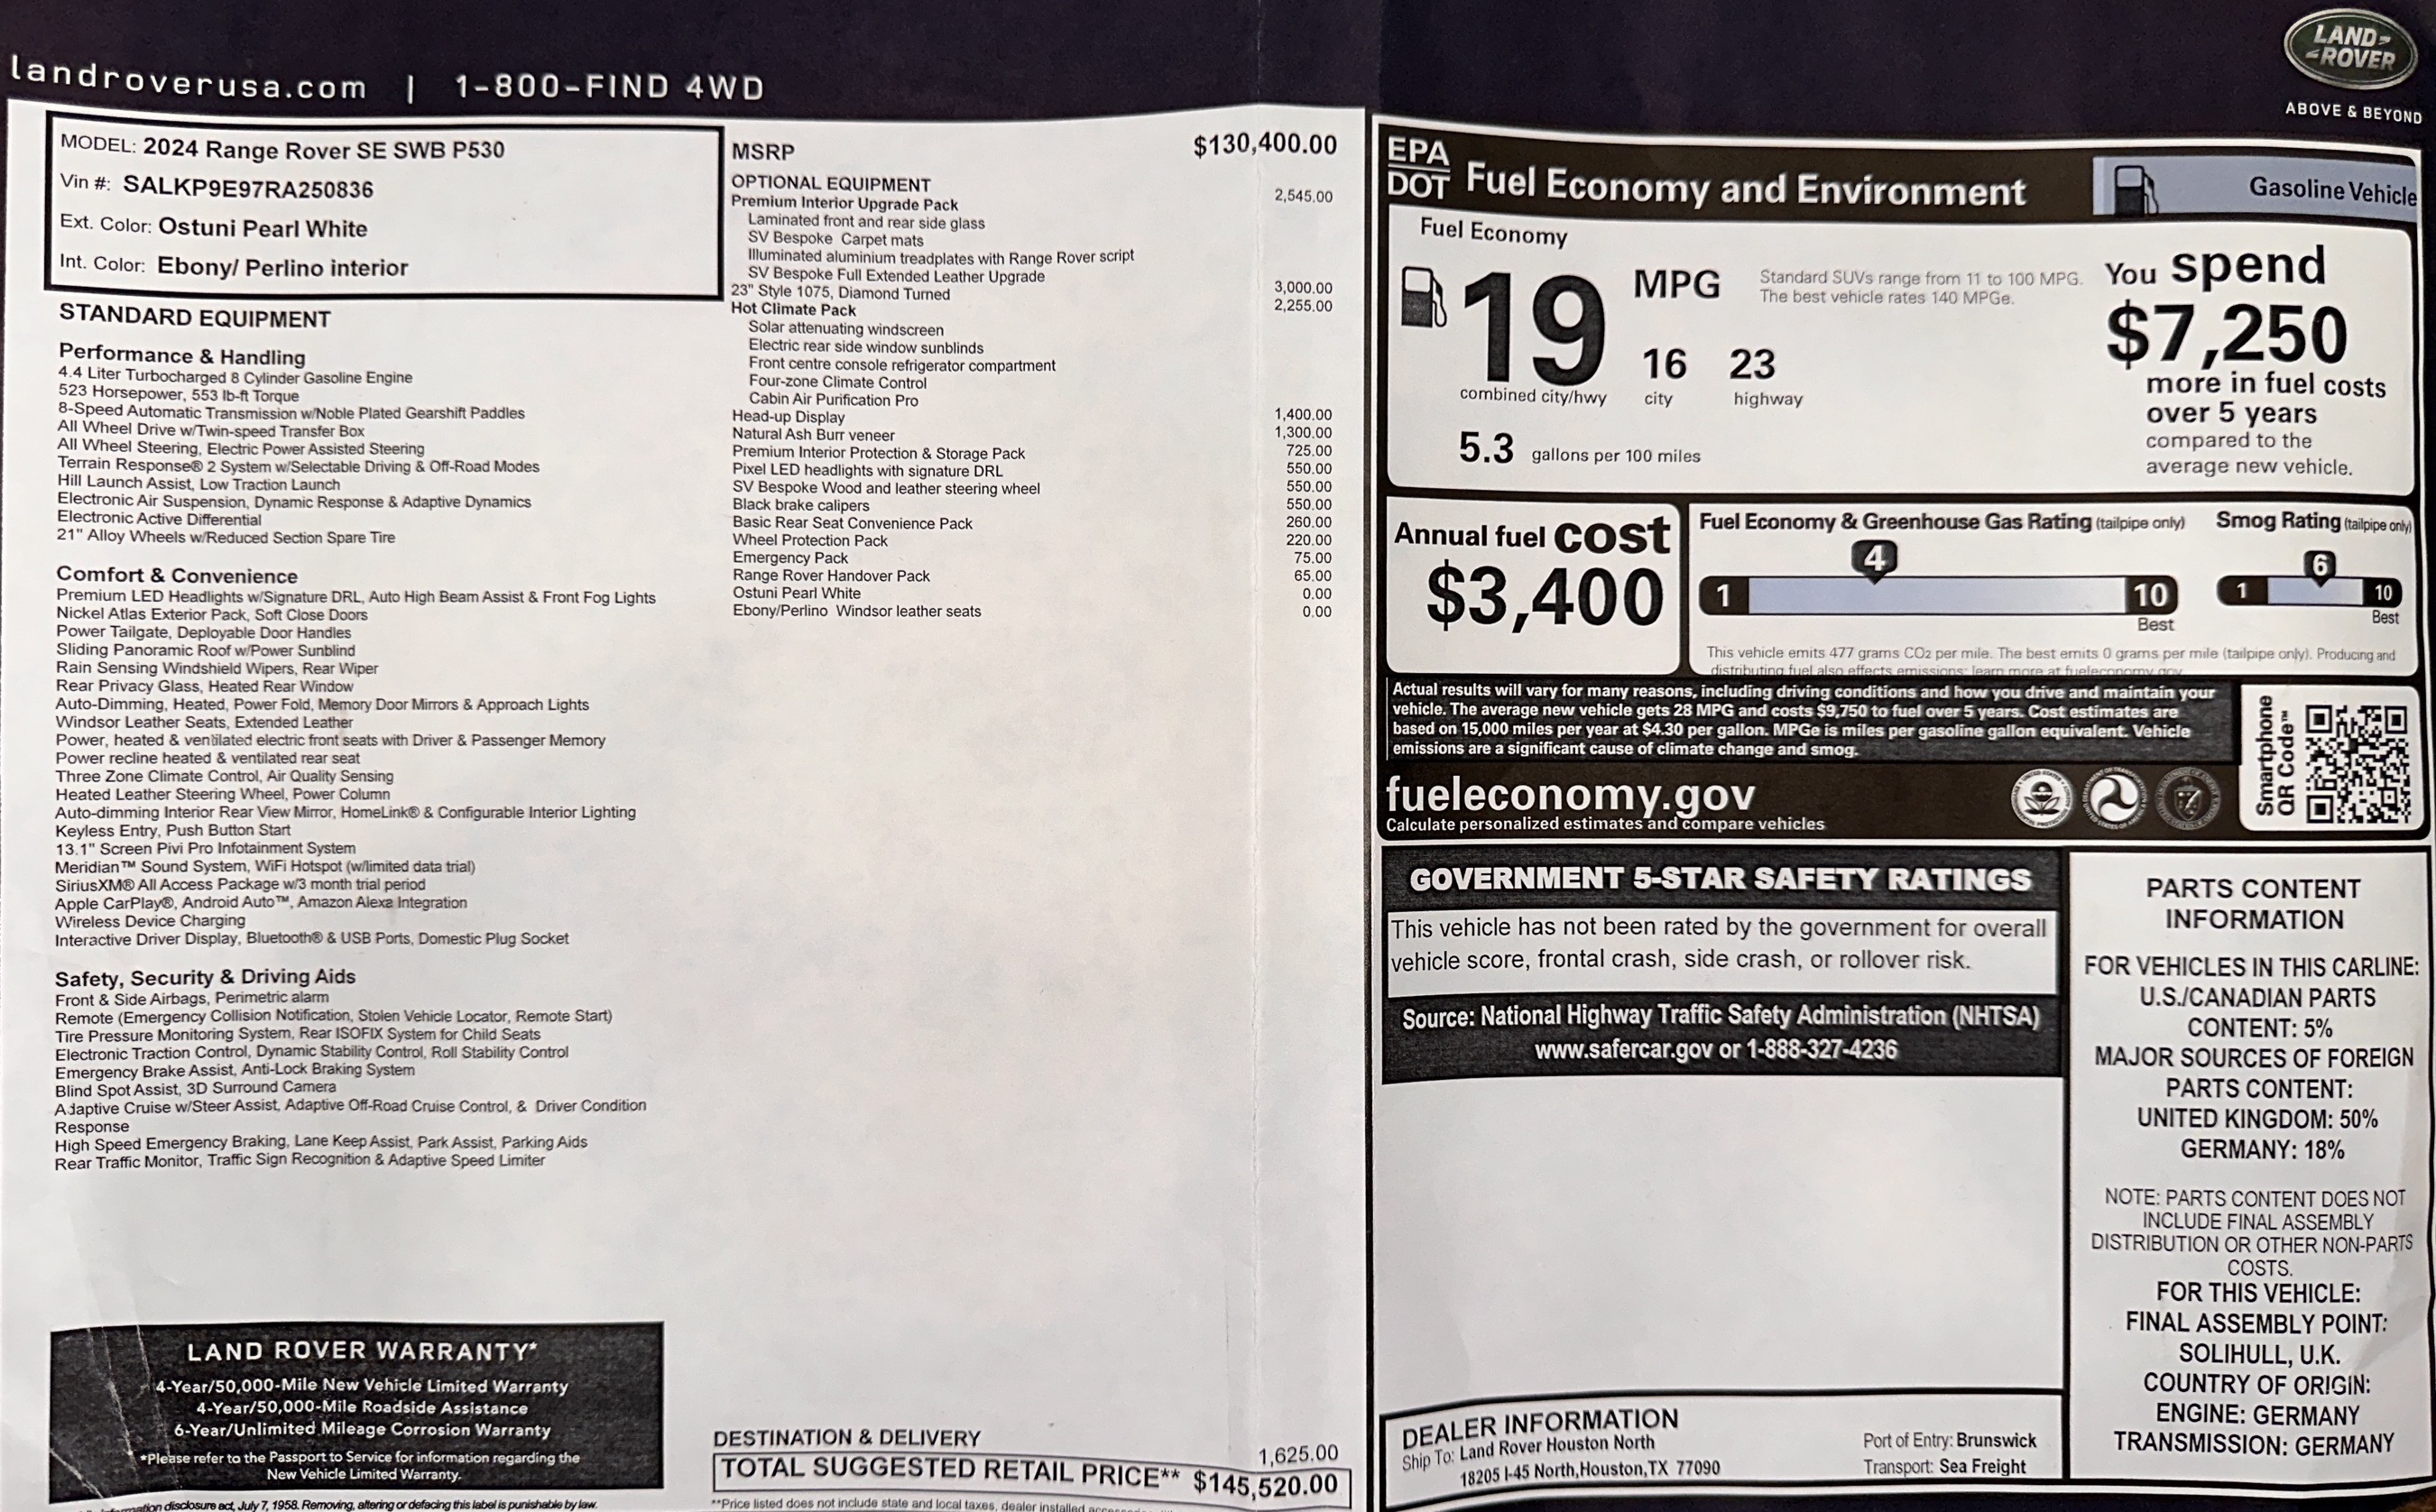 landroverusa.com | 1-800-FIND 4WD
LAND-
-ROVER
ABOVE & BEYOND
MODEL: 2024 Range Rover SE SWB P530
Vin #: SALKP9E97RA250836
Ext. Color: Ostuni Pearl White
Int. Color: Ebony/ Perlino interior
STANDARD EQUIPMENT
Performance & Handling
4.4 Liter Turbocharged 8 Cylinder Gasoline Engine
523 Horsepower, 553 lb-ft Torque
8-Speed Automatic Transmission w/Noble Plated Gearshift Paddles
All Wheel Drive w/Twin-speed Transfer Box
All Wheel Steering, Electric Power Assisted Steering
Terrain Response® 2 System w/Selectable Driving & Off-Road Modes
Hill Launch Assist, Low Traction Launch
Electronic Air Suspension, Dynamic Response & Adaptive Dynamics
Electronic Active Differential
21" Alloy Wheels w/Reduced Section Spare Tire
Comfort & Convenience
Premium LED Headlights w/Signature DRL, Auto High Beam Assist & Front Fog Lights
Nickel Atlas Exterior Pack, Soft Close Doors
Power Tailgate, Deployable Door Handles
Sliding Panoramic Roof w/Power Sunblind
Rain Sensing Windshield Wipers, Rear Wiper
Rear Privacy Glass, Heated Rear Window
Auto-Dimming, Heated, Power Fold, Memory Door Mirrors & Approach Lights
Windsor Leather Seats, Extended Leather
Power, heated & ventilated electric front seats with Driver & Passenger Memory
Power recline heated & ventilated rear seat
Three Zone Climate Control, Air Quality Sensing
Heated Leather Steering Wheel, Power Column
Auto-dimming Interior Rear View Mirror, HomeLink® & Configurable Interior Lighting
Keyless Entry, Push Button Start
13.1" Screen Pivi Pro Infotainment System
Meridian™ Sound System, WiFi Hotspot (w/limited data trial)
SiriusXM® All Access Package w/3 month trial period
Apple CarPlay®, Android Auto™, Amazon Alexa Integration
Wireless Device Charging
Interactive Driver Display, Bluetooth® & USB Ports, Domestic Plug Socket
Safety, Security & Driving Aids
Front & Side Airbags, Perimetric alarm
Remote (Emergency Collision Notification, Stolen Vehicle Locator, Remote Start)
Tire Pressure Monitoring System, Rear ISOFIX System for Child Seats
Electronic Traction Control, Dynamic Stability Control, Roll Stability Control
Emergency Brake Assist, Anti-Lock Braking System
Blind Spot Assist, 3D Surround Camera
Adaptive Cruise w/Steer Assist, Adaptive Off-Road Cruise Control, & Driver Condition
Response
High Speed Emergency Braking, Lane Keep Assist, Park Assist, Parking Aids
Rear Traffic Monitor, Traffic Sign Recognition & Adaptive Speed Limiter
LAND ROVER WARRANTY*
4-Year/50,000-Mile New Vehicle Limited Warranty
4-Year/50,000-Mile Roadside Assistance
6-Year/Unlimited Mileage Corrosion Warranty
*Please refer to the Passport to Service for information regarding the
New Vehicle Limited Warranty.
disclosure act, July 7, 1958. Removing, altering or defacing this label is punishable by law.
MSRP $130,400.00
OPTIONAL EQUIPMENT
Premium Interior Upgrade Pack 2,545.00
Laminated front and rear side glass
SV Bespoke Carpet mats
Illuminated aluminium treadplates with Range Rover script
SV Bespoke Full Extended Leather Upgrade
23" Style 1075, Diamond Turned 3,000.00
Hot Climate Pack 2,255.00
Solar attenuating windscreen
Electric rear side window sunblinds
Front centre console refrigerator compartment
Four-zone Climate Control
Cabin Air Purification Pro
Head-up Display 1,400.00
Natural Ash Burr veneer 1,300.00
Premium Interior Protection & Storage Pack 725.00
Pixel LED headlights with signature DRL 550.00
SV Bespoke Wood and leather steering wheel 550.00
Black brake calipers 550.00
Basic Rear Seat Convenience Pack 260.00
Wheel Protection Pack 220.00
Emergency Pack 75.00
Range Rover Handover Pack 65.00
Ostuni Pearl White 0.00
Ebony/Perlino Windsor leather seats 0.00
DESTINATION & DELIVERY 1,625.00
TOTAL SUGGESTED RETAIL PRICE** $145,520.00
**Price listed does not include state and local taxes, dealer installed
EPA
DOT Fuel Economy and Environment
Gasoline Vehicle
Fuel Economy
19 MPG
combined city/hwy
16 23
city highway
5.3 gallons per 100 miles
Standard SUVs range from 11 to 100 MPG.
The best vehicle rates 140 MPGe.
You spend
$7,250
more in fuel costs
over 5 years
compared to the
average new vehicle.
Annual fuel cost
$3,400
Fuel Economy & Greenhouse Gas Rating (tailpipe only)
4
1 10
Best
Smog Rating (tailpipe only)
6
1 10
Best
This vehicle emits 477 grams CO2 per mile. The best emits 0 grams per mile (tailpipe only). Producing and
distributing fuel also effects emissions; learn more at fueleconomy.gov
Actual results will vary for many reasons, including driving conditions and how you drive and maintain your
vehicle. The average new vehicle gets 28 MPG and costs $9,750 to fuel over 5 years. Cost estimates are
based on 15,000 miles per year at $4.30 per gallon. MPGe is miles per gasoline gallon equivalent. Vehicle
emissions are a significant cause of climate change and smog.
fueleconomy.gov
Calculate personalized estimates and compare vehicles
Smartphone
QR Code™
GOVERNMENT 5-STAR SAFETY RATINGS
This vehicle has not been rated by the government for overall
vehicle score, frontal crash, side crash, or rollover risk.
Source: National Highway Traffic Safety Administration (NHTSA)
www.safercar.gov or 1-888-327-4236
PARTS CONTENT
INFORMATION
FOR VEHICLES IN THIS CARLINE:
U.S./CANADIAN PARTS
CONTENT: 5%
MAJOR SOURCES OF FOREIGN
PARTS CONTENT:
UNITED KINGDOM: 50%
GERMANY: 18%
NOTE: PARTS CONTENT DOES NOT
INCLUDE FINAL ASSEMBLY
DISTRIBUTION OR OTHER NON-PARTS
COSTS.
FOR THIS VEHICLE:
FINAL ASSEMBLY POINT:
SOLIHULL, U.K.
COUNTRY OF ORIGIN:
ENGINE: GERMANY
TRANSMISSION: GERMANY
DEALER INFORMATION
Ship To: Land Rover Houston North
18205 I-45 North,Houston,TX 77090
Port of Entry: Brunswick
Transport: Sea Freight